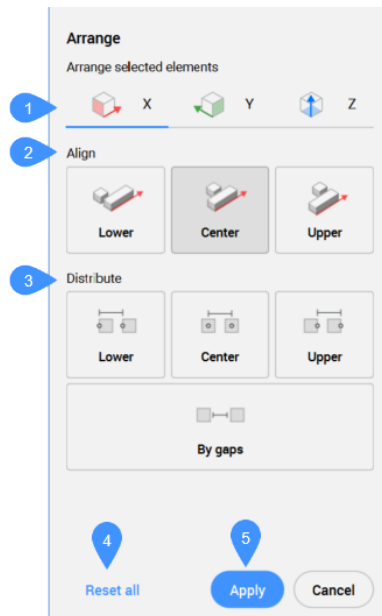 Arrange
Arrange selected elements
1 X Y Z
2 Align
Lower Center Upper
3 Distribute
Lower Center Upper
By gaps
4 5
Reset all Apply Cancel